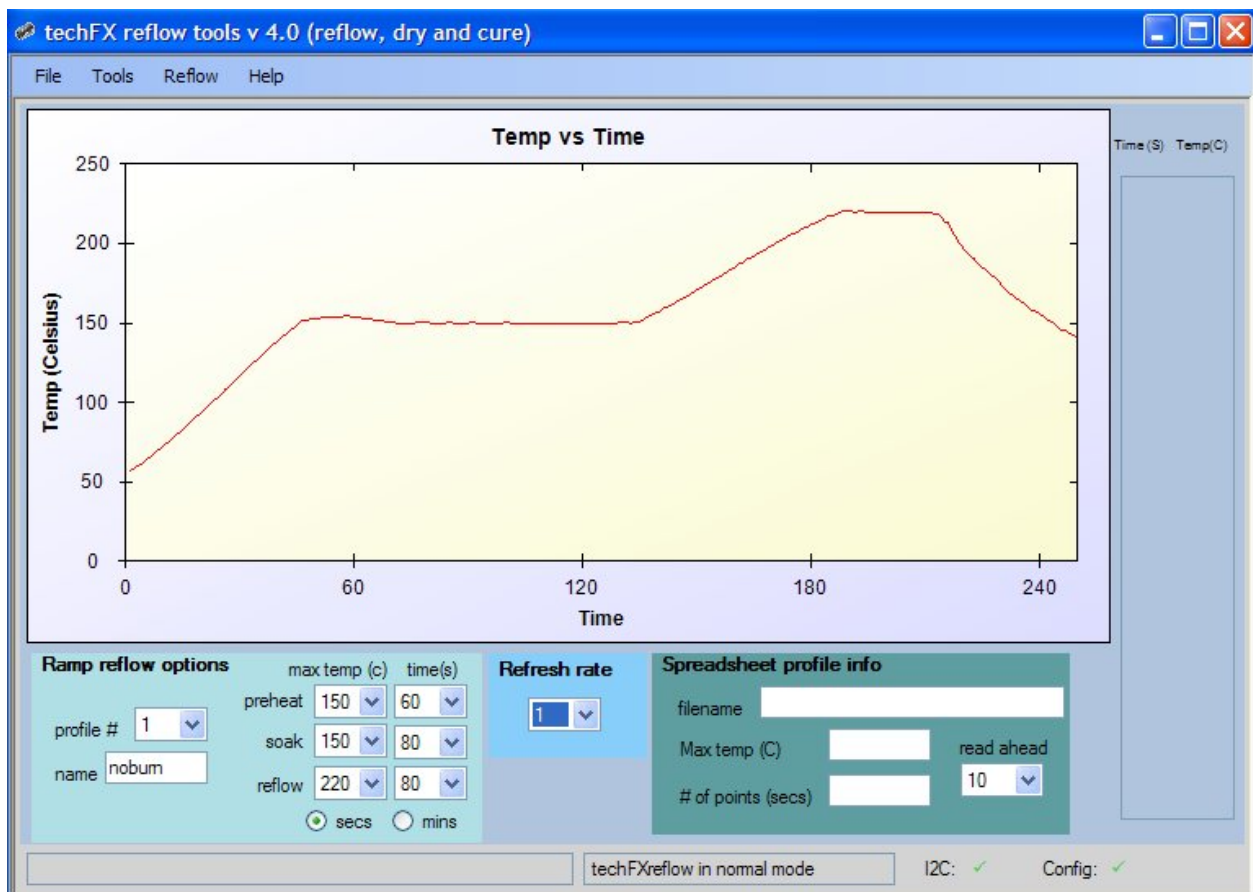 techFX reflow tools v 4.0 (reflow, dry and cure)
File Tools Reflow Help
Temp vs Time
Time (S) Temp(C)
250
200
150
100
50
0
Temp (Celsius)
0 60 120 180 240
Time
Ramp reflow options
max temp (c) time(s)
preheat 150 60
profile # 1
soak 150 80
name noburn
reflow 220 80
secs mins
Refresh rate
1
Spreadsheet profile info
filename
Max temp (C)
read ahead
10
# of points (secs)
techFXreflow in normal mode
I2C: ✓ Config: ✓